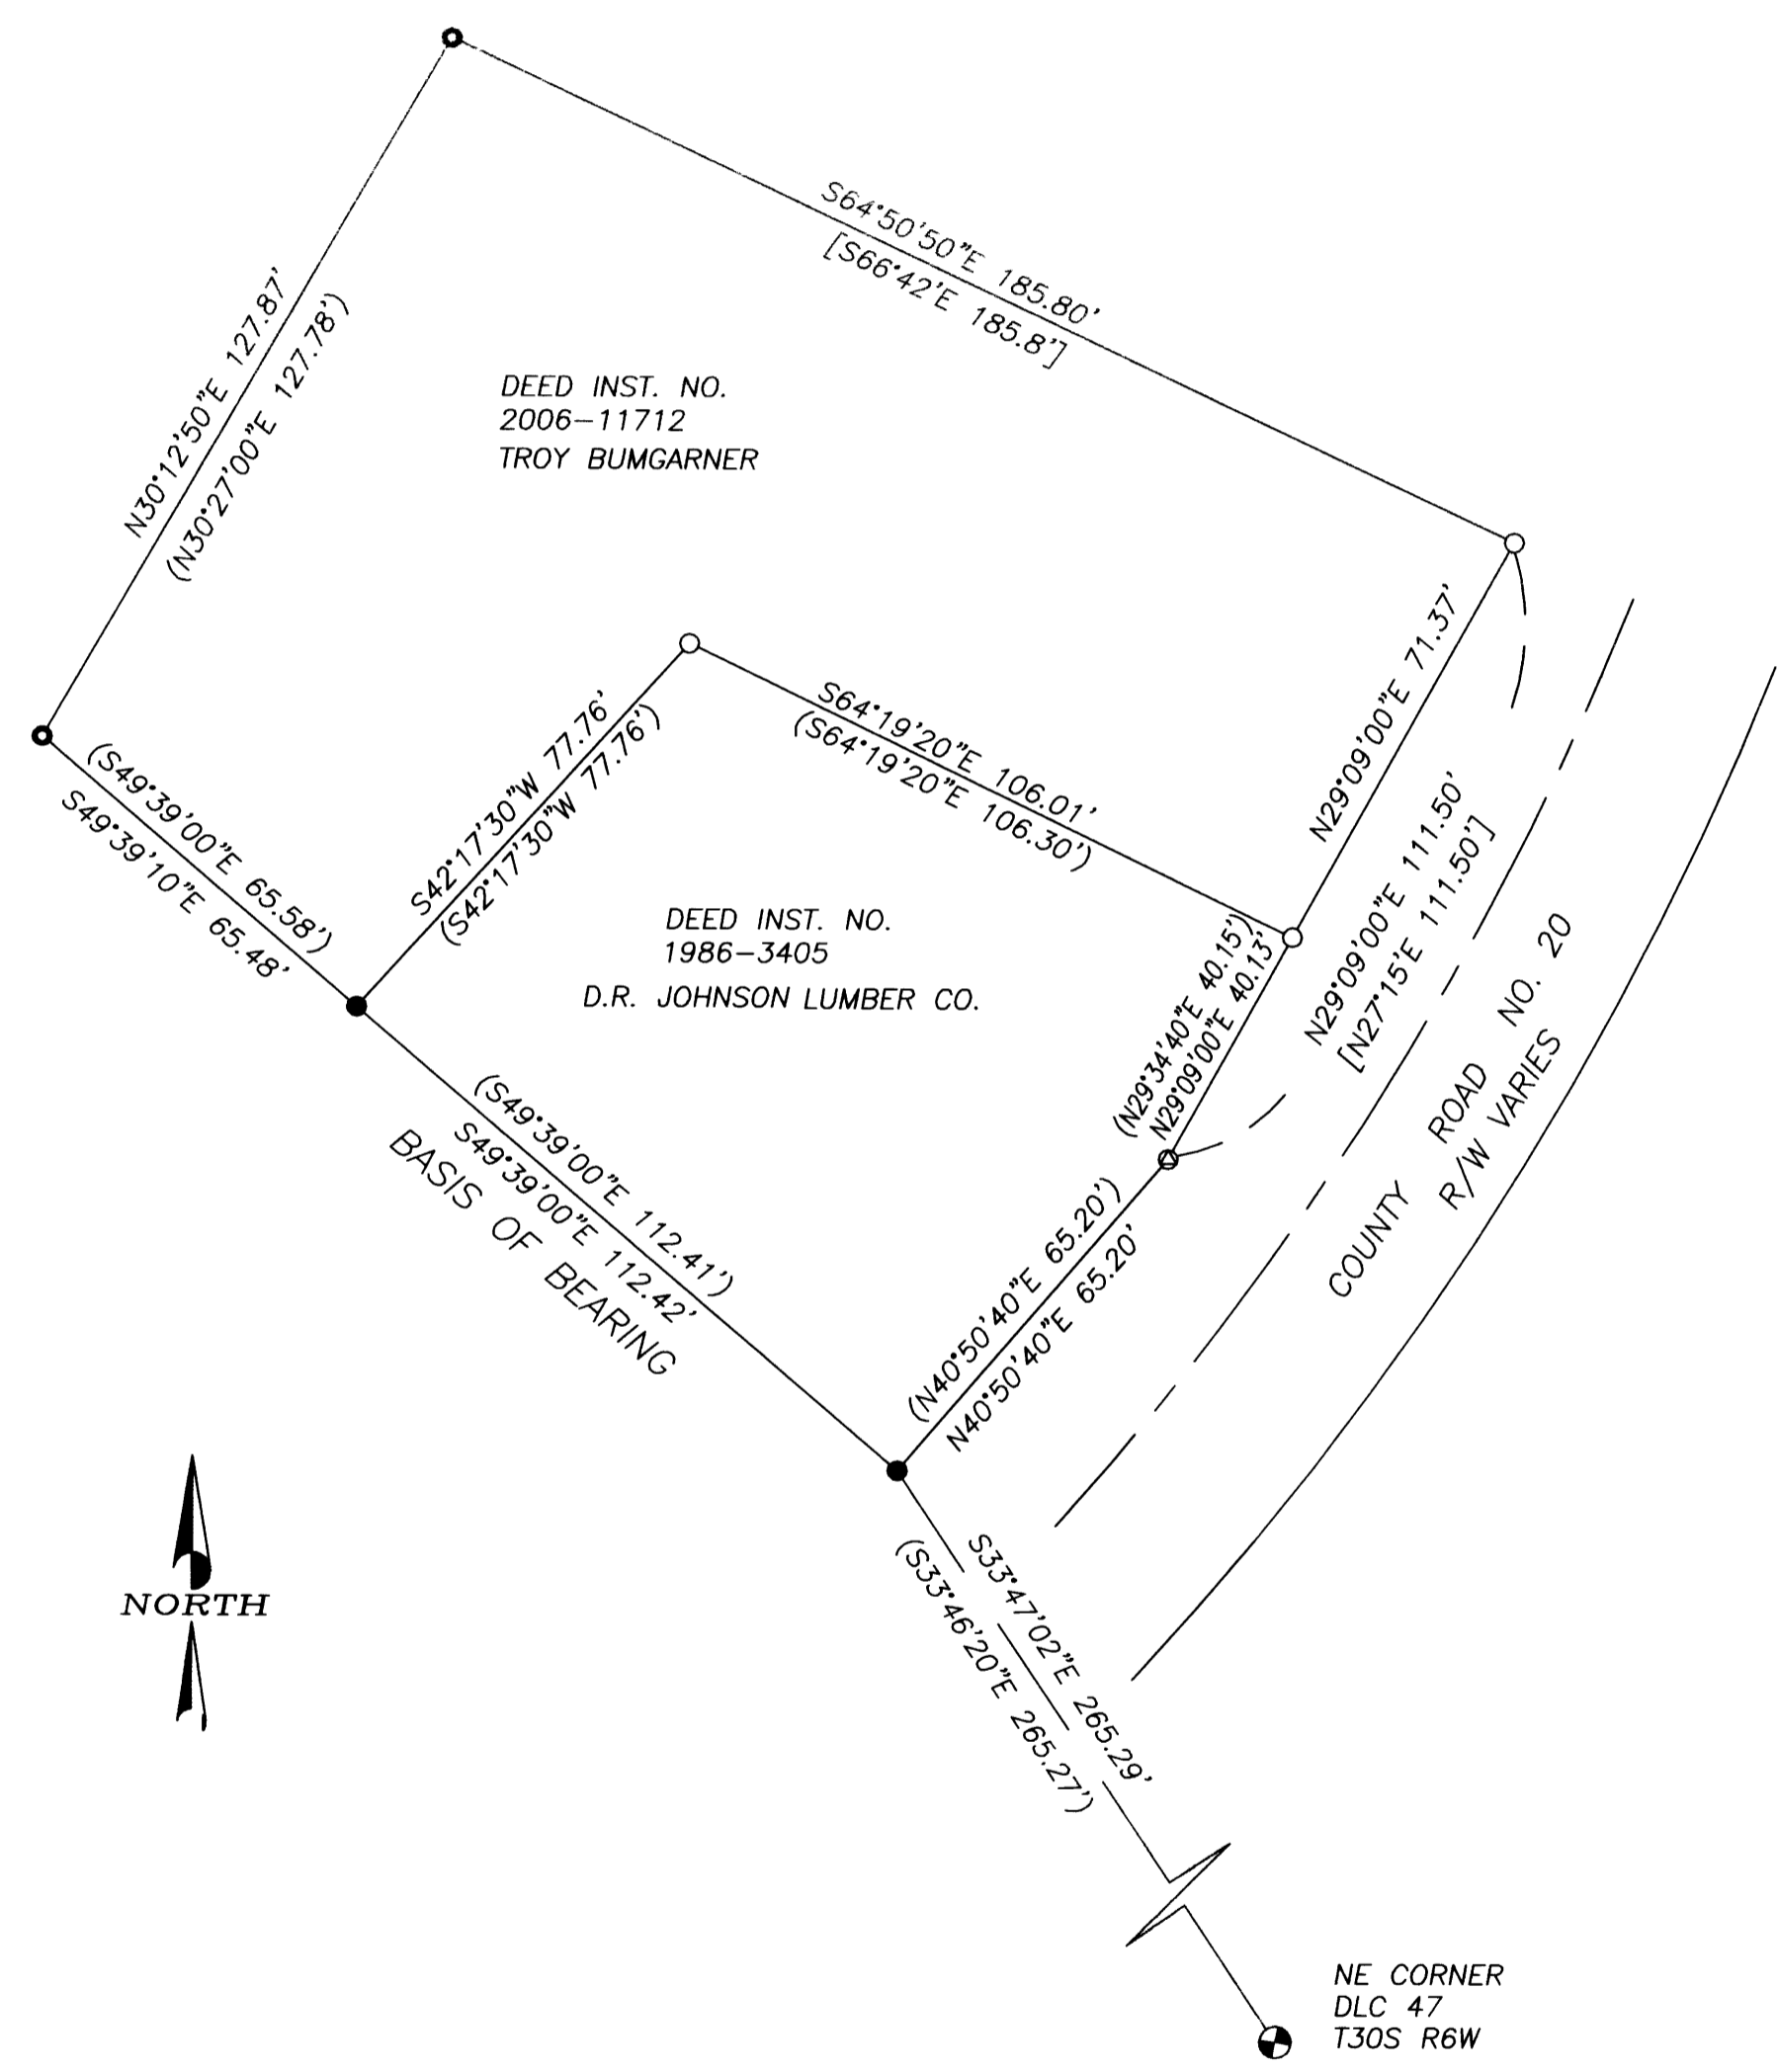 S64°50'50"E 185.80'
[S66°42'E 185.8']
N30°12'50"E 127.87'
(N30°27'00"E 127.78')
DEED INST. NO.
2006-11712
TROY BUMGARNER
N29°09'00"E 71.37'
S64°19'20"E 106.01'
(S64°19'20"E 106.30')
S42°17'30"W 77.76'
(S42°17'30"W 77.76')
(S49°39'00"E 65.58')
S49°39'10"E 65.48'
N29°09'00"E 111.50'
[N27°15'E 111.50']
DEED INST. NO.
1986-3405
D.R. JOHNSON LUMBER CO.
(N29°34'40"E 40.15')
N29°09'00"E 40.13'
COUNTY ROAD NO. 20
R/W VARIES
(S49°39'00"E 112.41')
S49°39'00"E 112.42'
BASIS OF BEARING
(N40°50'40"E 65.20')
N40°50'40"E 65.20'
NORTH
S33°47'02"E 265.29'
(S33°46'20"E 265.27')
NE CORNER
DLC 47
T30S R6W